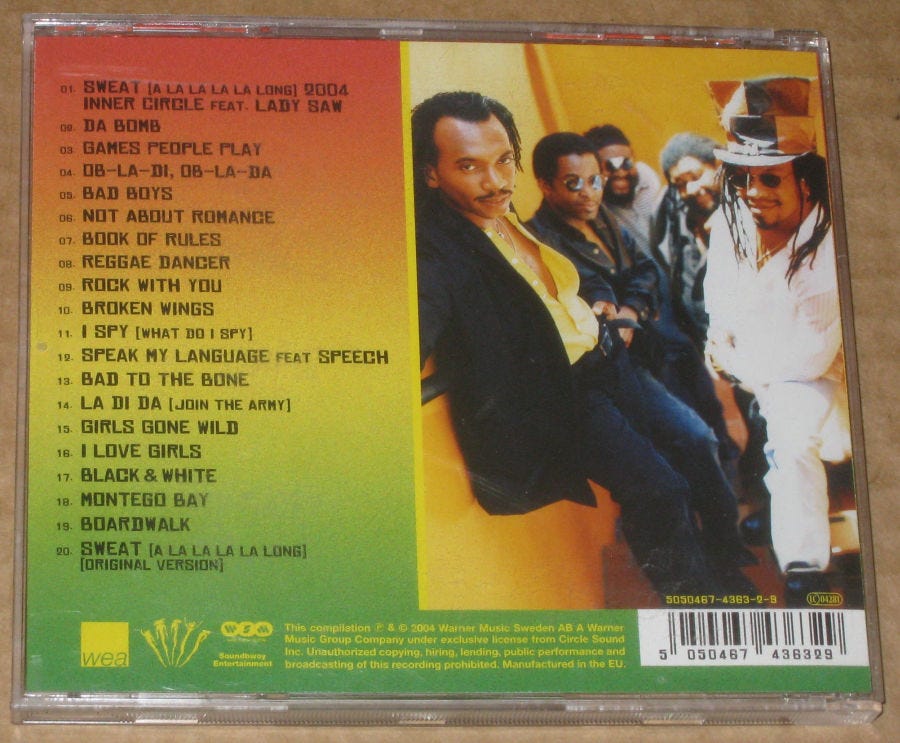 01. SWEAT [A LA LA LA LA LONG] 2004
INNER CIRCLE FEAT. LADY SAW
02. DA BOMB
03. GAMES PEOPLE PLAY
04. OB-LA-DI, OB-LA-DA
05. BAD BOYS
06. NOT ABOUT ROMANCE
07. BOOK OF RULES
08. REGGAE DANCER
09. ROCK WITH YOU
10. BROKEN WINGS
11. I SPY [WHAT DO I SPY]
12. SPEAK MY LANGUAGE FEAT SPEECH
13. BAD TO THE BONE
14. LA DI DA [JOIN THE ARMY]
15. GIRLS GONE WILD
16. I LOVE GIRLS
17. BLACK & WHITE
18. MONTEGO BAY
19. BOARDWALK
20. SWEAT [A LA LA LA LA LONG]
[ORIGINAL VERSION]
5050467-4363-2-9
LC 04281
wea
WSM
Soundtway
Entertainment
This compilation ℗ & © 2004 Warner Music Sweden AB A Warner
Music Group Company under exclusive license from Circle Sound
Inc. Unauthorized copying, hiring, lending, public performance and
broadcasting of this recording prohibited. Manufactured in the EU.
5 050467 436329